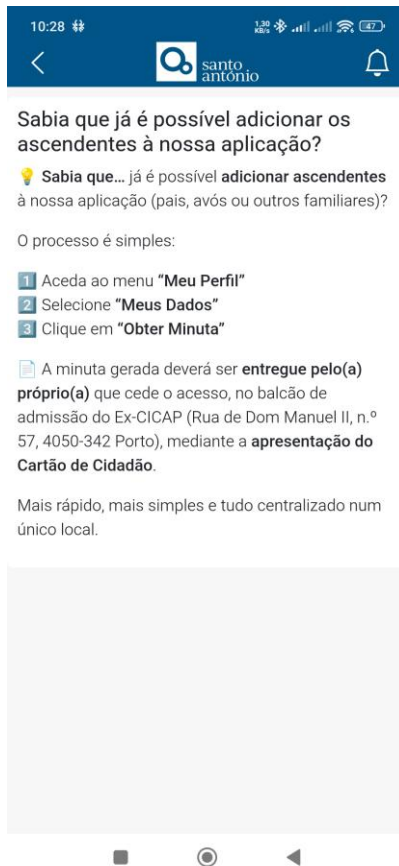 10:28
1,30 KB/s
47
santo antónio
Sabia que já é possível adicionar os
ascendentes à nossa aplicação?
💡 Sabia que... já é possível adicionar ascendentes
à nossa aplicação (pais, avós ou outros familiares)?
O processo é simples:
1 Aceda ao menu “Meu Perfil”
2 Selecione “Meus Dados”
3 Clique em “Obter Minuta”
📄 A minuta gerada deverá ser entregue pelo(a)
próprio(a) que cede o acesso, no balcão de
admissão do Ex-CICAP (Rua de Dom Manuel II, n.º
57, 4050-342 Porto), mediante a apresentação do
Cartão de Cidadão.
Mais rápido, mais simples e tudo centralizado num
único local.